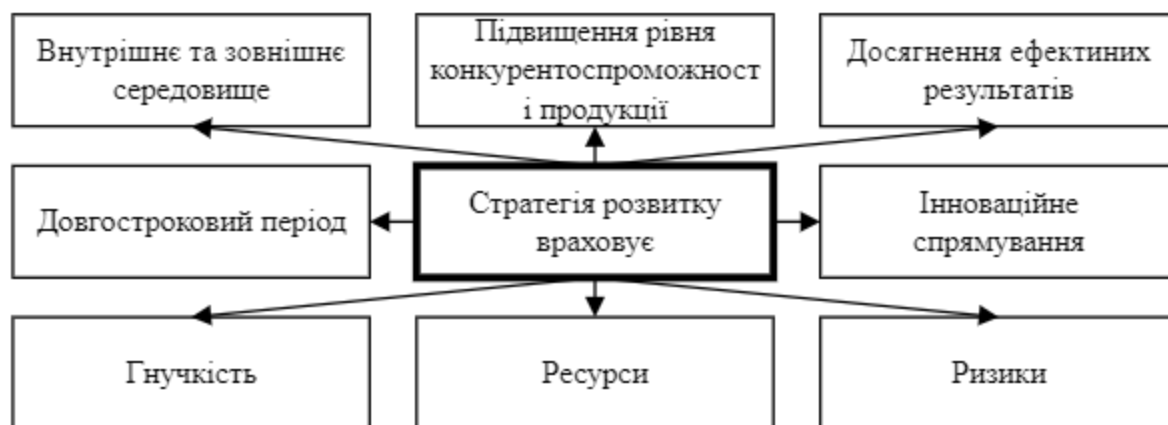 Внутрішнє та зовнішнє
середовище
Підвищення рівня
конкурентоспроможност
і продукції
Досягнення ефектиних
результатів
Довгостроковий період
Стратегія розвитку
враховує
Інноваційне
спрямування
Гнучкість
Ресурси
Ризики